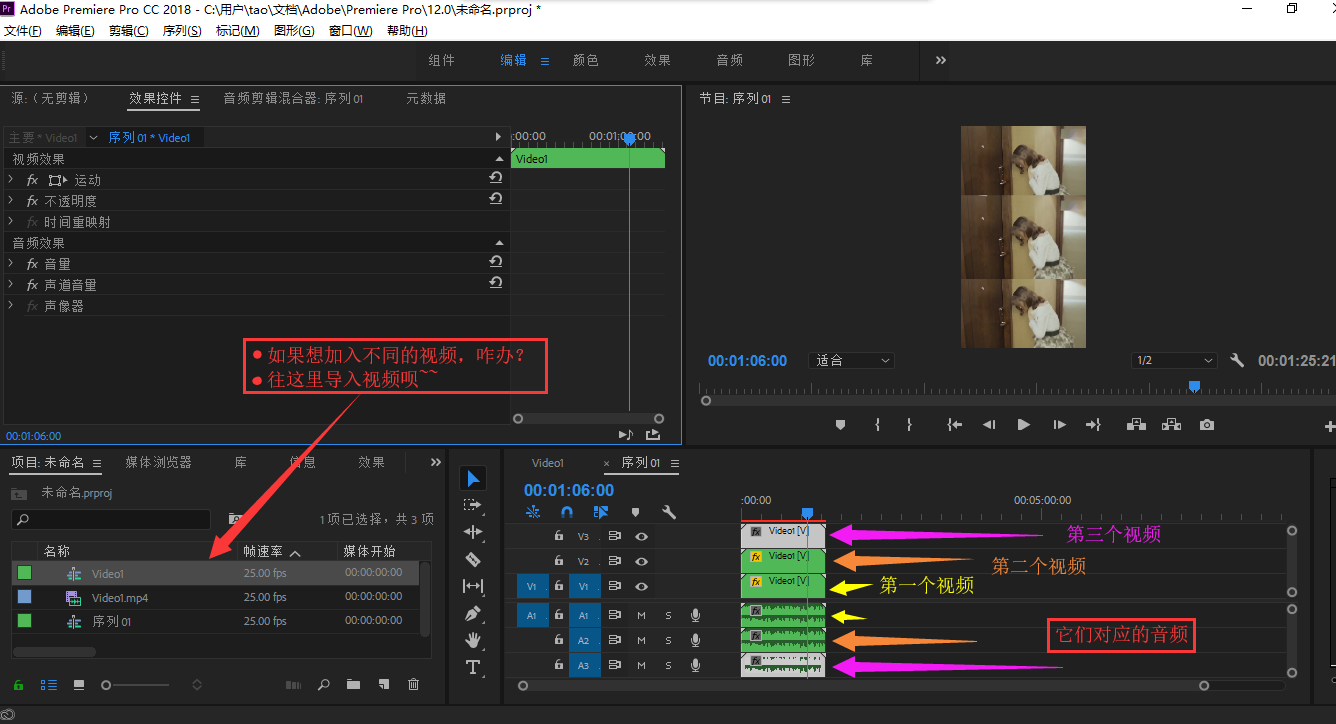 Pr Adobe Premiere Pro CC 2018 - C:\用户\tao\文档\Adobe\Premiere Pro\12.0\未命名.prproj *
文件(F) 编辑(E) 剪辑(C) 序列(S) 标记(M) 图形(G) 窗口(W) 帮助(H)
组件 编辑 颜色 效果 音频 图形 库
源:（无剪辑） 效果控件 音频剪辑混合器: 序列 01 元数据
主要 * Video1 序列 01 * Video1
:00:00 00:01:00:00
视频效果
Video1
fx 运动
fx 不透明度
fx 时间重映射
音频效果
fx 音量
fx 声道音量
fx 声像器
如果想加入不同的视频，咋办？
往这里导入视频呗~~
00:01:06:00
节目: 序列 01
00:01:06:00 适合 1/2 00:01:25:21
项目: 未命名 媒体浏览器 库 信息 效果
未命名.prproj
1项已选择，共 3 项
名称 帧速率 媒体开始
Video1 25.00 fps 00:00:00:00
Video1.mp4 25.00 fps 00:00:00:00
序列 01 25.00 fps 00:00:00:00
Video1 × 序列 01
00:01:06:00
:00:00 00:05:00:00
V3 fx Video1 [V] 第三个视频
V2 fx Video1 [V] 第二个视频
V1 V1 fx Video1 [V] 第一个视频
A1 A1 M S fx
A2 M S fx
它们对应的音频
A3 M S fx
T